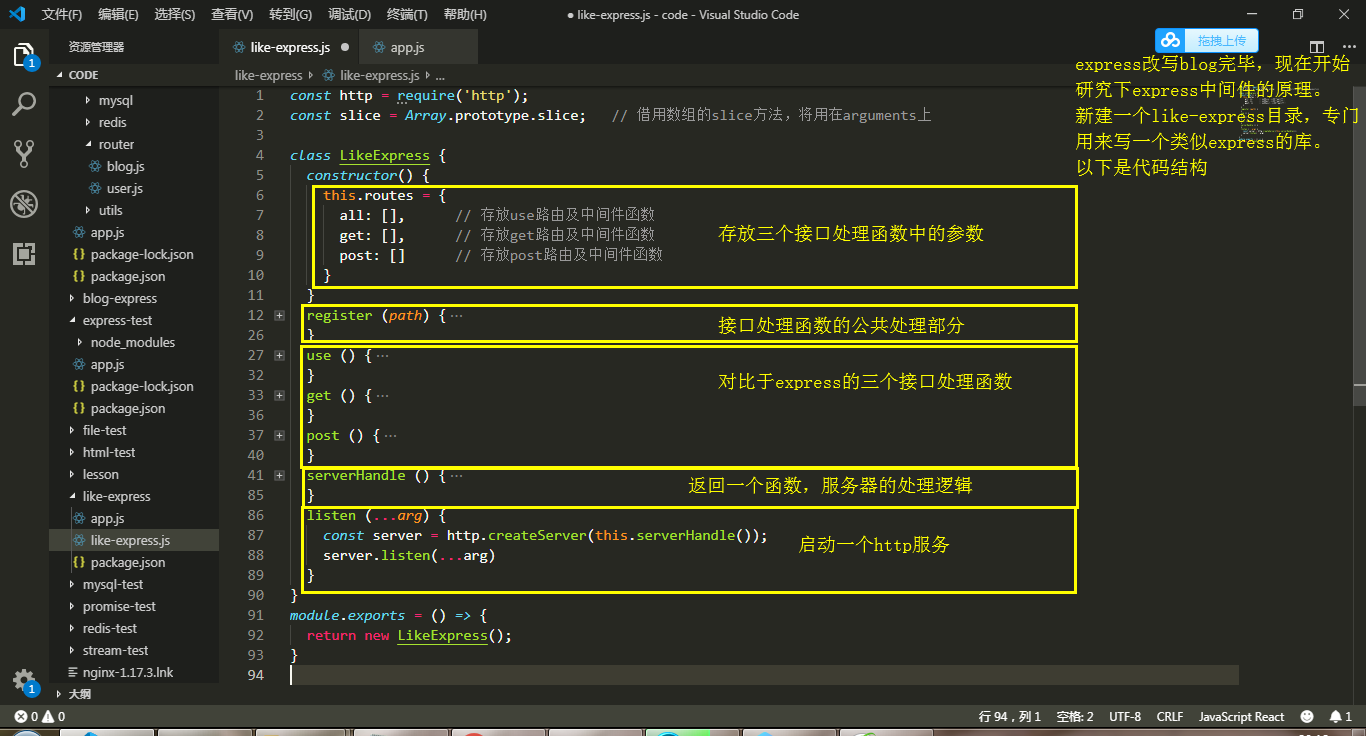 文件(F) 编辑(E) 选择(S) 查看(V) 转到(G) 调试(D) 终端(T) 帮助(H) ● like-express.js - code - Visual Studio Code
资源管理器
like-express.js ●
app.js
拖拽上传
CODE
like-express like-express.js ...
express改写blog完毕，现在开始
研究下express中间件的原理。
新建一个like-express目录，专门
用来写一个类似express的库。
以下是代码结构
1
mysql
redis
router
blog.js
user.js
utils
app.js
package-lock.json
package.json
blog-express
express-test
node_modules
app.js
package-lock.json
package.json
file-test
html-test
lesson
like-express
app.js
like-express.js
package.json
mysql-test
promise-test
redis-test
stream-test
nginx-1.17.3.lnk
大纲
1
1 const http = require('http');
2 const slice = Array.prototype.slice; // 借用数组的slice方法，将用在arguments上
3
4 class LikeExpress {
5 constructor() {
6 this.routes = {
7 all: [], // 存放use路由及中间件函数
8 get: [], // 存放get路由及中间件函数
9 post: [] // 存放post路由及中间件函数
10 }
11 }
存放三个接口处理函数中的参数
12 register (path) { ...
26 }
接口处理函数的公共处理部分
27 use () { ...
32 }
33 get () { ...
36 }
37 post () { ...
40 }
对比于express的三个接口处理函数
41 serverHandle () { ...
85 }
返回一个函数，服务器的处理逻辑
86 listen (...arg) {
87 const server = http.createServer(this.serverHandle());
88 server.listen(...arg)
89 }
启动一个http服务
90 }
91 module.exports = () => {
92 return new LikeExpress();
93 }
94
0 0 行 94，列 1 空格: 2 UTF-8 CRLF JavaScript React 1